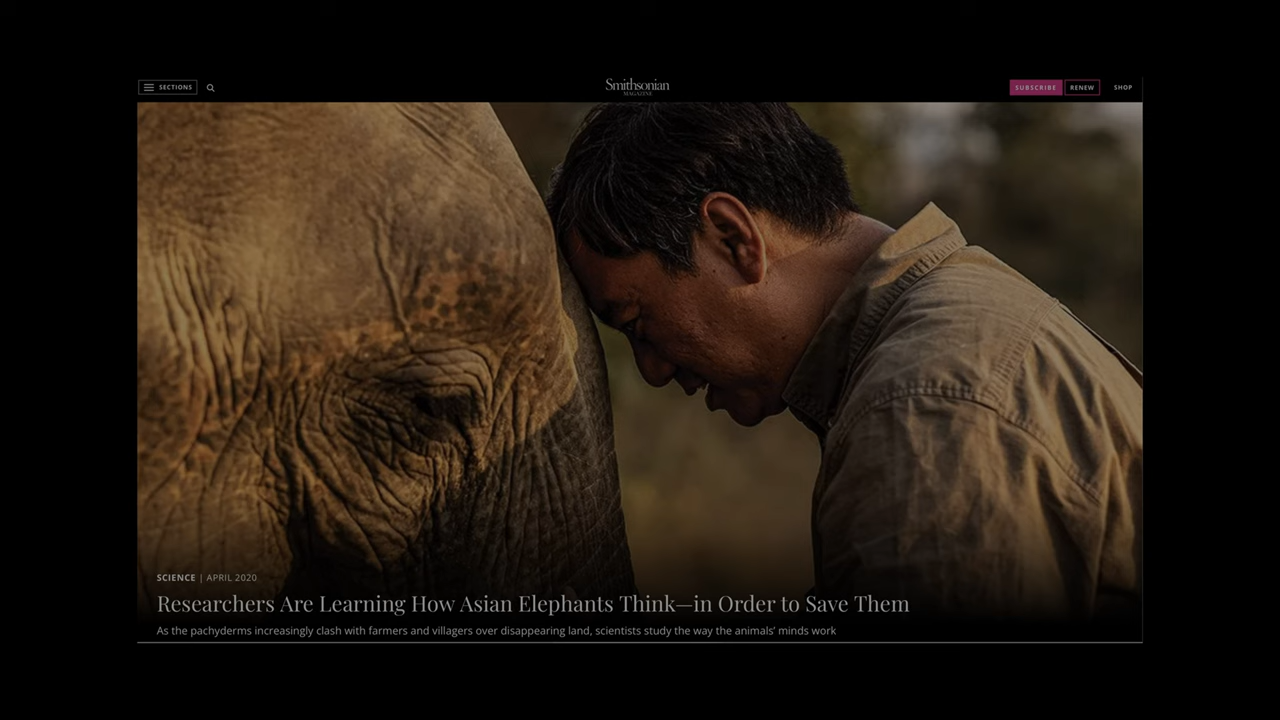 SECTIONS
Smithsonian
MAGAZINE
SUBSCRIBE
RENEW
SHOP
SCIENCE | APRIL 2020
Researchers Are Learning How Asian Elephants Think—in Order to Save Them
As the pachyderms increasingly clash with farmers and villagers over disappearing land, scientists study the way the animals’ minds work